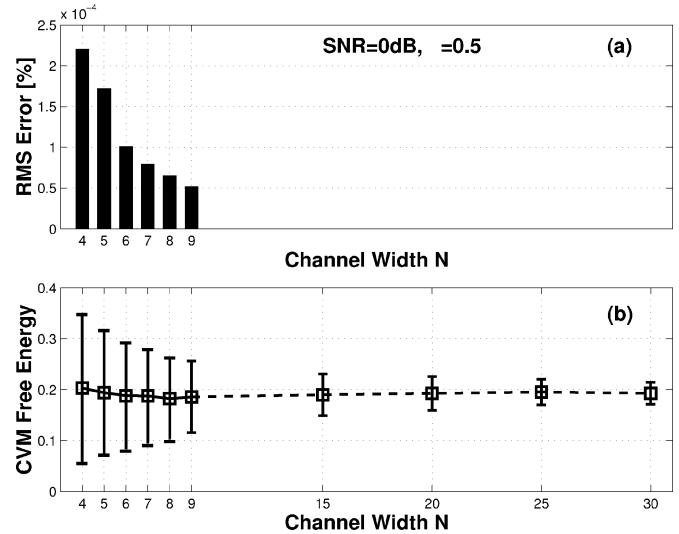 × 10⁻⁴
2.5
2
1.5
1
0.5
0
RMS Error [%]
SNR=0dB, =0.5
(a)
4 5 6 7 8 9
Channel Width N
0.4
0.3
0.2
0.1
0
CVM Free Energy
(b)
4 5 6 7 8 9 15 20 25 30
Channel Width N